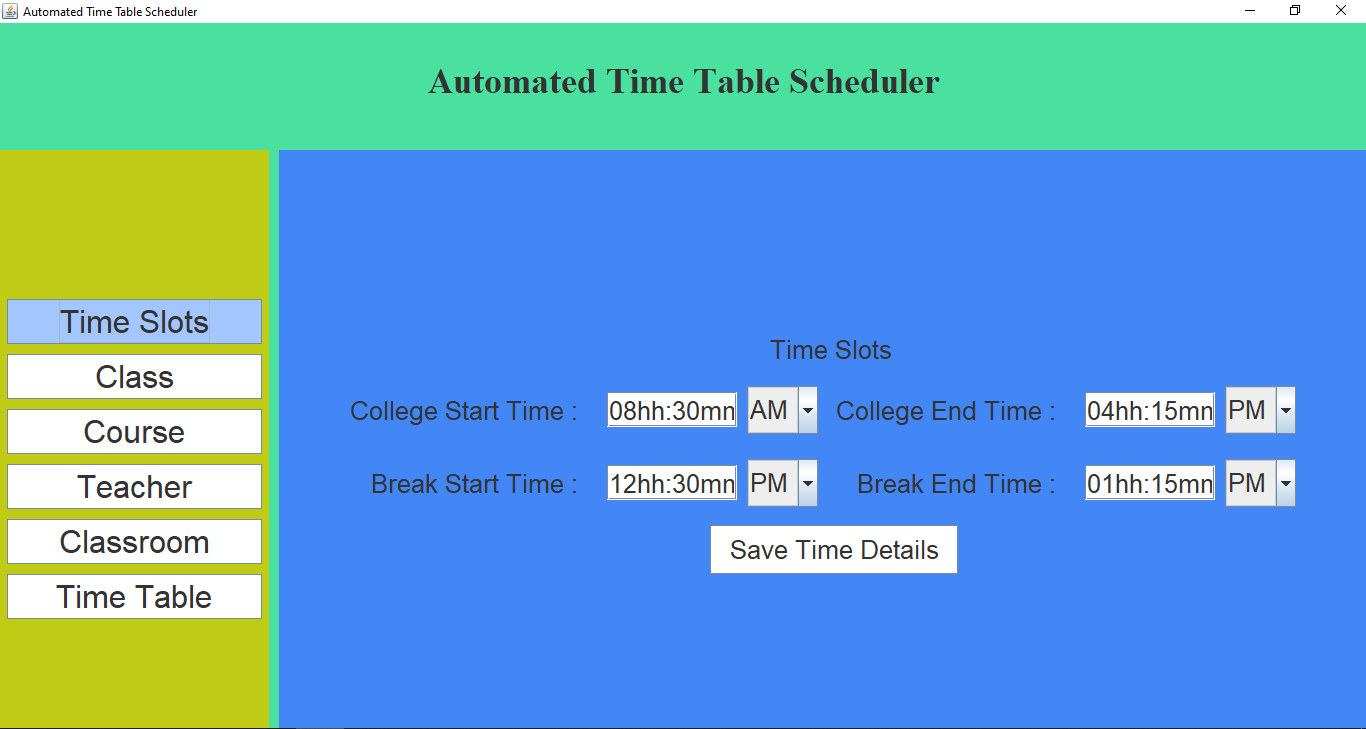 Automated Time Table Scheduler
Automated Time Table Scheduler
Time Slots
Class
Course
Teacher
Classroom
Time Table
Time Slots
College Start Time : 08hh:30mn AM College End Time : 04hh:15mn PM
Break Start Time : 12hh:30mn PM Break End Time : 01hh:15mn PM
Save Time Details